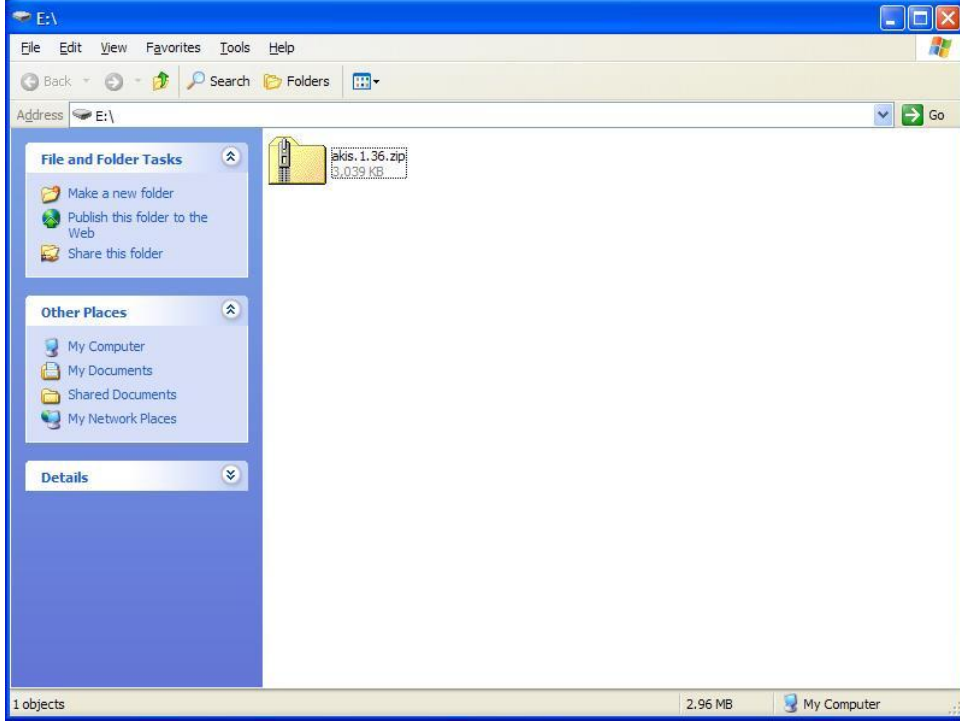 E:\
File Edit View Favorites Tools Help
Back Search Folders
Address E:\ Go
File and Folder Tasks
Make a new folder
Publish this folder to the
Web
Share this folder
Other Places
My Computer
My Documents
Shared Documents
My Network Places
Details
akis.1.36.zip
3,039 KB
1 objects 2.96 MB My Computer